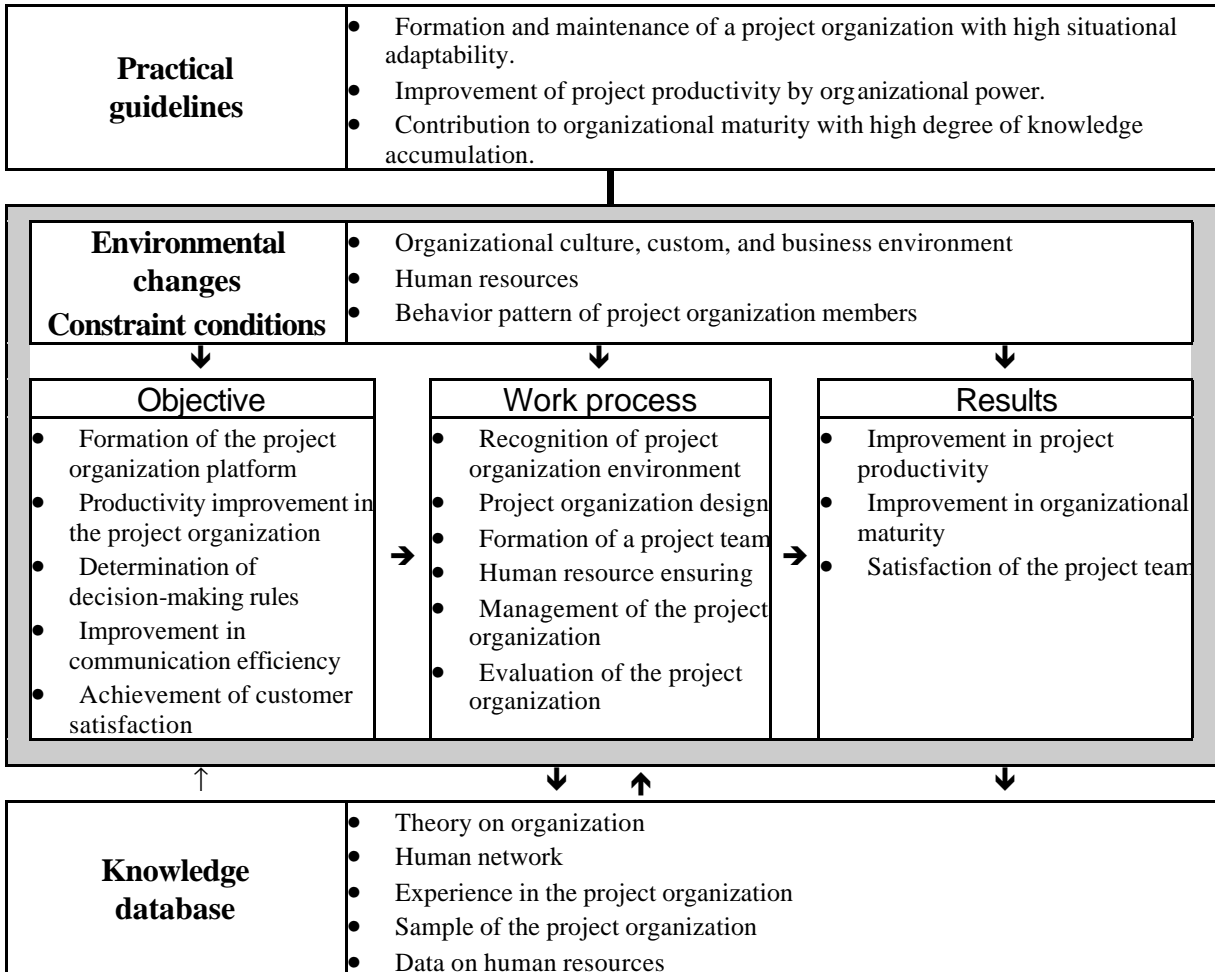 Practical
guidelines
● Formation and maintenance of a project organization with high situational
adaptability.
● Improvement of project productivity by organizational power.
● Contribution to organizational maturity with high degree of knowledge
accumulation.
Environmental
changes
Constraint conditions
● Organizational culture, custom, and business environment
● Human resources
● Behavior pattern of project organization members
Objective
● Formation of the project
organization platform
● Productivity improvement in
the project organization
● Determination of
decision-making rules
● Improvement in
communication efficiency
● Achievement of customer
satisfaction
Work process
● Recognition of project
organization environment
● Project organization design
● Formation of a project team
● Human resource ensuring
● Management of the project
organization
● Evaluation of the project
organization
Results
● Improvement in project
productivity
● Improvement in organizational
maturity
● Satisfaction of the project team
Knowledge
database
● Theory on organization
● Human network
● Experience in the project organization
● Sample of the project organization
● Data on human resources